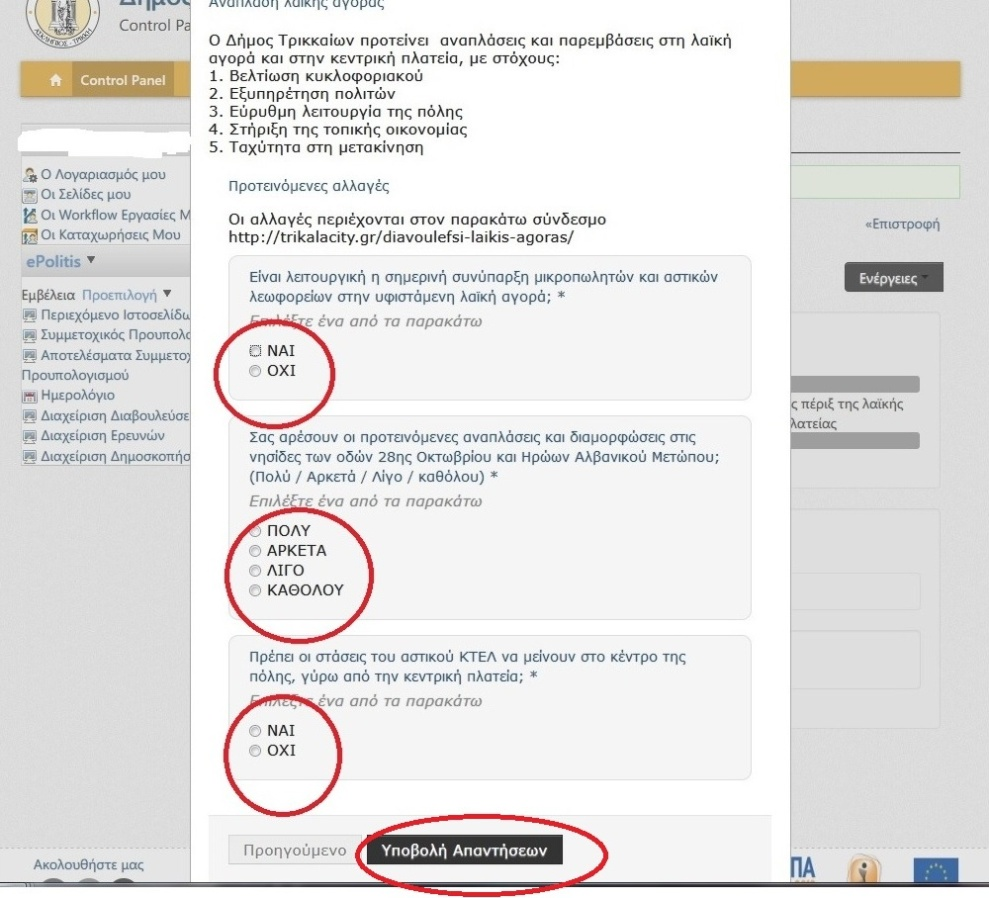 Δήμος
Control Pa
Control Panel
Ο Λογαριασμός μου
Οι Σελίδες μου
Οι Workflow Εργασίες Μ
Οι Καταχωρήσεις Μου
ePolitis
Εμβέλεια Προεπιλογή
Περιεχόμενο Ιστοσελίδω
Συμμετοχικός Προυπολο
Αποτελέσματα Συμμετοχ
Προυπολογισμού
Ημερολόγιο
Διαχείριση Διαβουλεύσε
Διαχείριση Ερευνών
Διαχείριση Δημοσκοπήσ
Ανάπλαση λαϊκής αγοράς
Ο Δήμος Τρικκαίων προτείνει αναπλάσεις και παρεμβάσεις στη λαϊκή
αγορά και στην κεντρική πλατεία, με στόχους:
1. Βελτίωση κυκλοφοριακού
2. Εξυπηρέτηση πολιτών
3. Εύρυθμη λειτουργία της πόλης
4. Στήριξη της τοπικής οικονομίας
5. Ταχύτητα στη μετακίνηση
Προτεινόμενες αλλαγές
Οι αλλαγές περιέχονται στον παρακάτω σύνδεσμο
http://trikalacity.gr/diavoulefsi-laikis-agoras/
Είναι λειτουργική η σημερινή συνύπαρξη μικροπωλητών και αστικών
λεωφορείων στην υφιστάμενη λαϊκή αγορά; *
Επιλέξτε ένα από τα παρακάτω
ΝΑΙ
ΟΧΙ
Σας αρέσουν οι προτεινόμενες αναπλάσεις και διαμορφώσεις στις
νησίδες των οδών 28ης Οκτωβρίου και Ηρώων Αλβανικού Μετώπου;
(Πολύ / Αρκετά / Λίγο / καθόλου) *
Επιλέξτε ένα από τα παρακάτω
ΠΟΛΥ
ΑΡΚΕΤΑ
ΛΙΓΟ
ΚΑΘΟΛΟΥ
Πρέπει οι στάσεις του αστικού ΚΤΕΛ να μείνουν στο κέντρο της
πόλης, γύρω από την κεντρική πλατεία; *
Επιλέξτε ένα από τα παρακάτω
ΝΑΙ
ΟΧΙ
Προηγούμενο Υποβολή Απαντήσεων
«Επιστροφή
Ενέργειες
ς πέριξ της λαϊκής
λατείας
Ακολουθήστε μας
ΠΑ